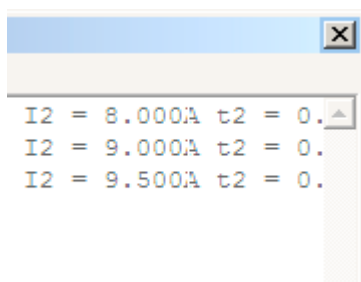 I2 = 8.000A t2 = 0.
I2 = 9.000A t2 = 0.
I2 = 9.500A t2 = 0.